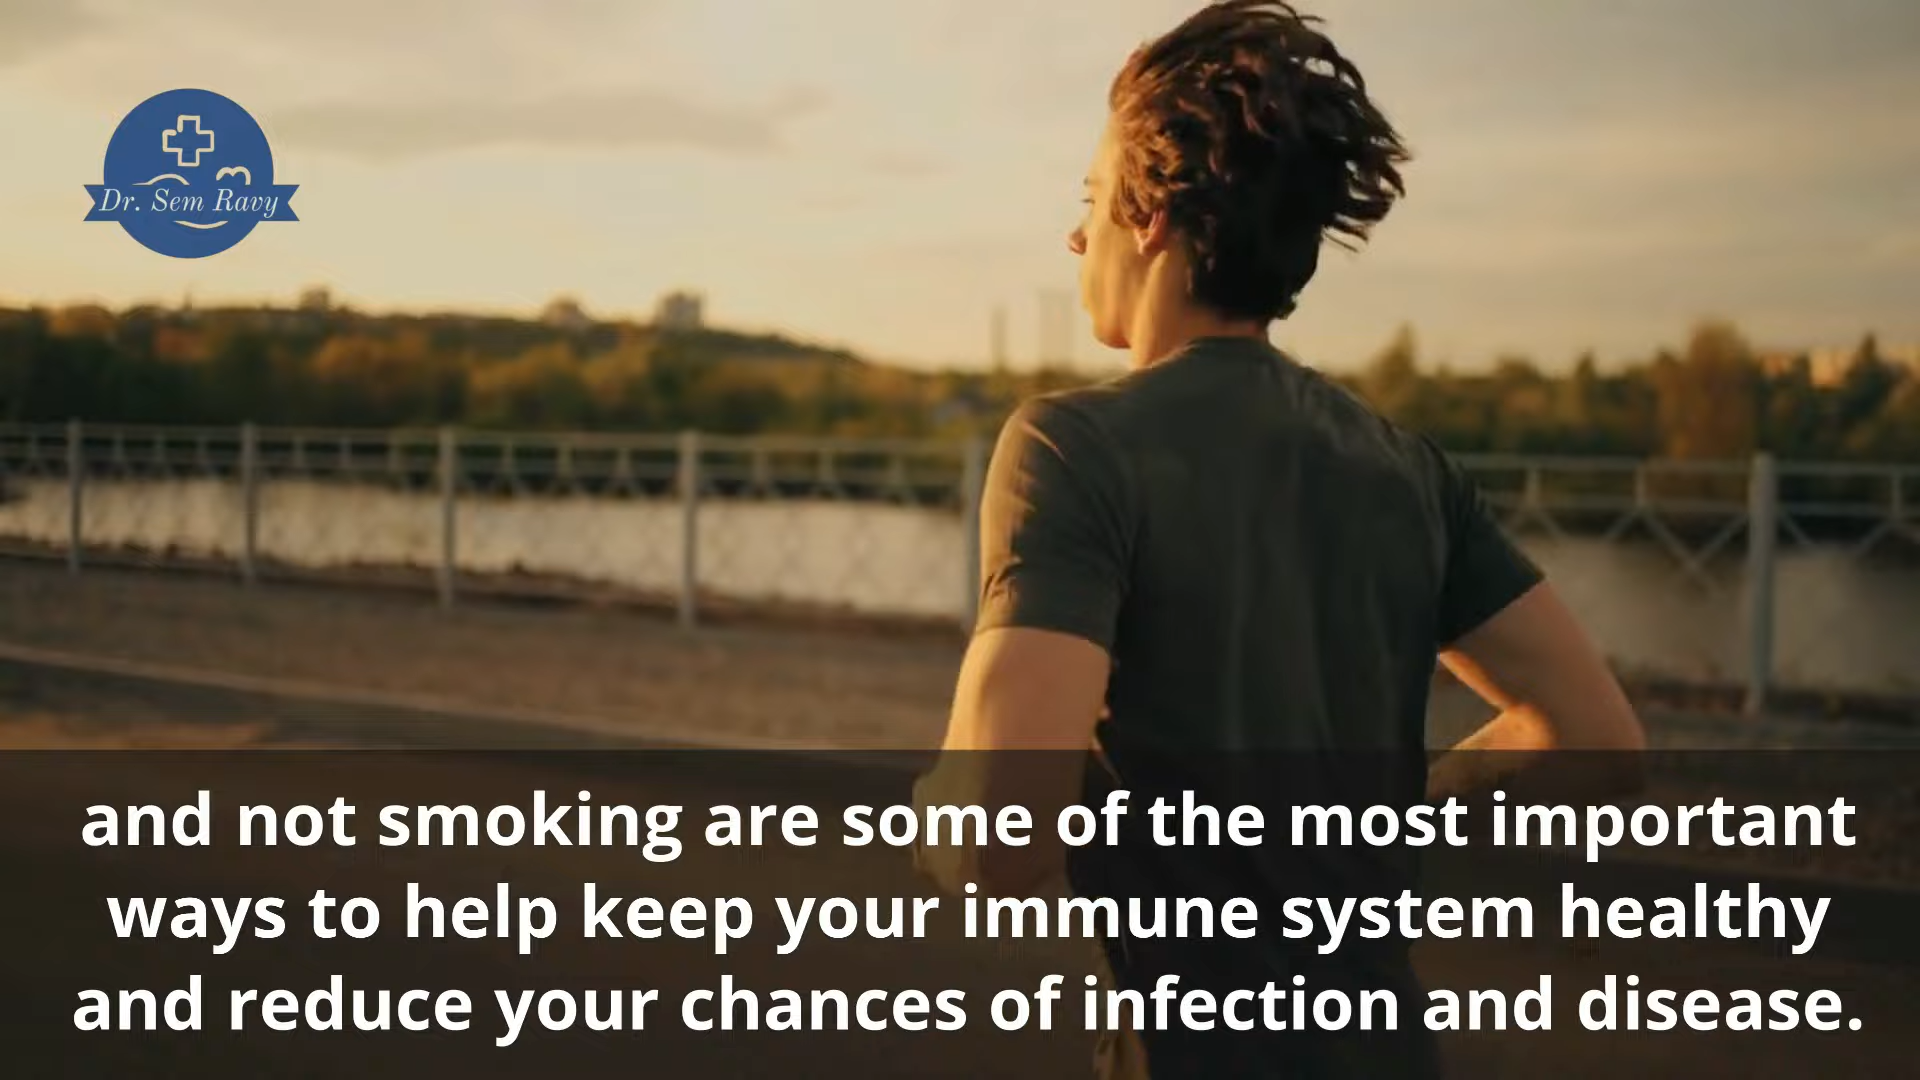 Dr. Sem Ravy
and not smoking are some of the most important
ways to help keep your immune system healthy
and reduce your chances of infection and disease.